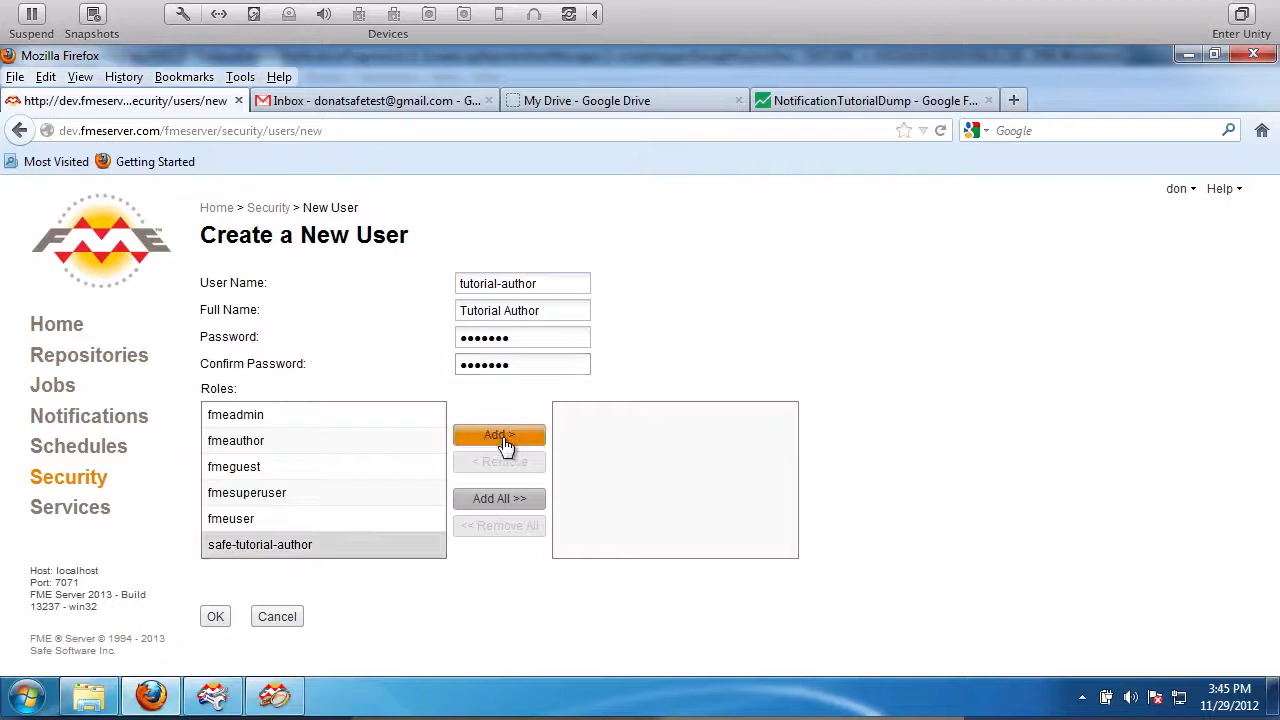 Suspend
Snapshots
Devices
Enter Unity
Mozilla Firefox
File Edit View History Bookmarks Tools Help
http://dev.fmeserv...ecurity/users/new ×
Inbox - donatsafetest@gmail.com - G... ×
My Drive - Google Drive ×
NotificationTutorialDump - Google F... ×
dev.fmeserver.com/fmeserver/security/users/new
Google
Most Visited
Getting Started
don
Help
FME
Home > Security > New User
Create a New User
User Name:
tutorial-author
Full Name:
Tutorial Author
Password:
Confirm Password:
Roles:
fmeadmin
fmeauthor
fmeguest
fmesuperuser
fmeuser
safe-tutorial-author
Add >
< Remove
Add All >>
<< Remove All
OK
Cancel
Home
Repositories
Jobs
Notifications
Schedules
Security
Services
Host: localhost
Port: 7071
FME Server 2013 - Build
13237 - win32
FME ® Server © 1994 - 2013
Safe Software Inc.
3:45 PM
11/29/2012